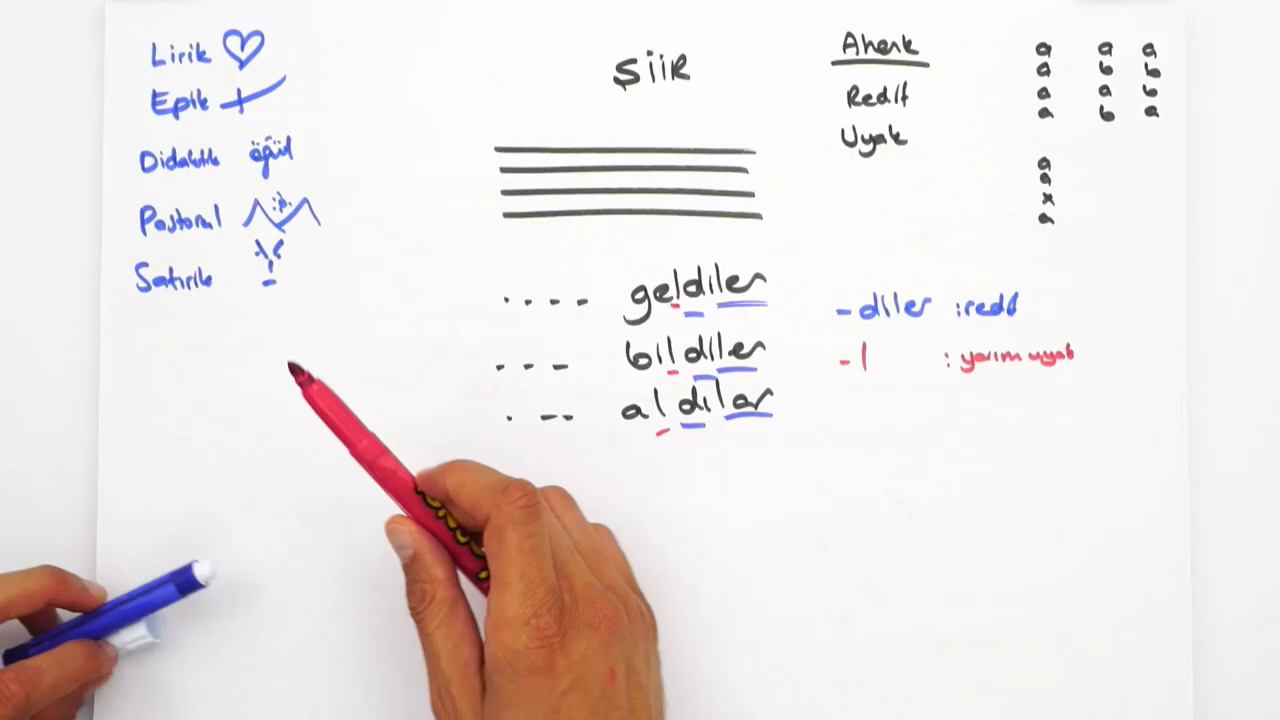 Lirik
Epik
Didaktik öğüt
Pastoral
Satirik
ŞiiR
Ahenk
Redif
Uyak
a a a
a b b
a a b
a b a
a
a
x
a
.... geldiler
--- bildiler
. -- aldılar
-diler :redif
-l : yarım uyak